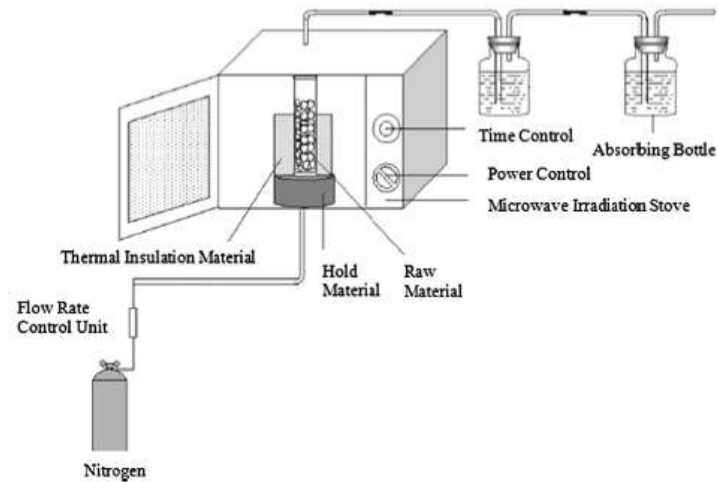 Time Control
Absorbing Bottle
Power Control
Microwave Irradiation Stove
Thermal Insulation Material
Hold
Material
Raw
Material
Flow Rate
Control Unit
Nitrogen